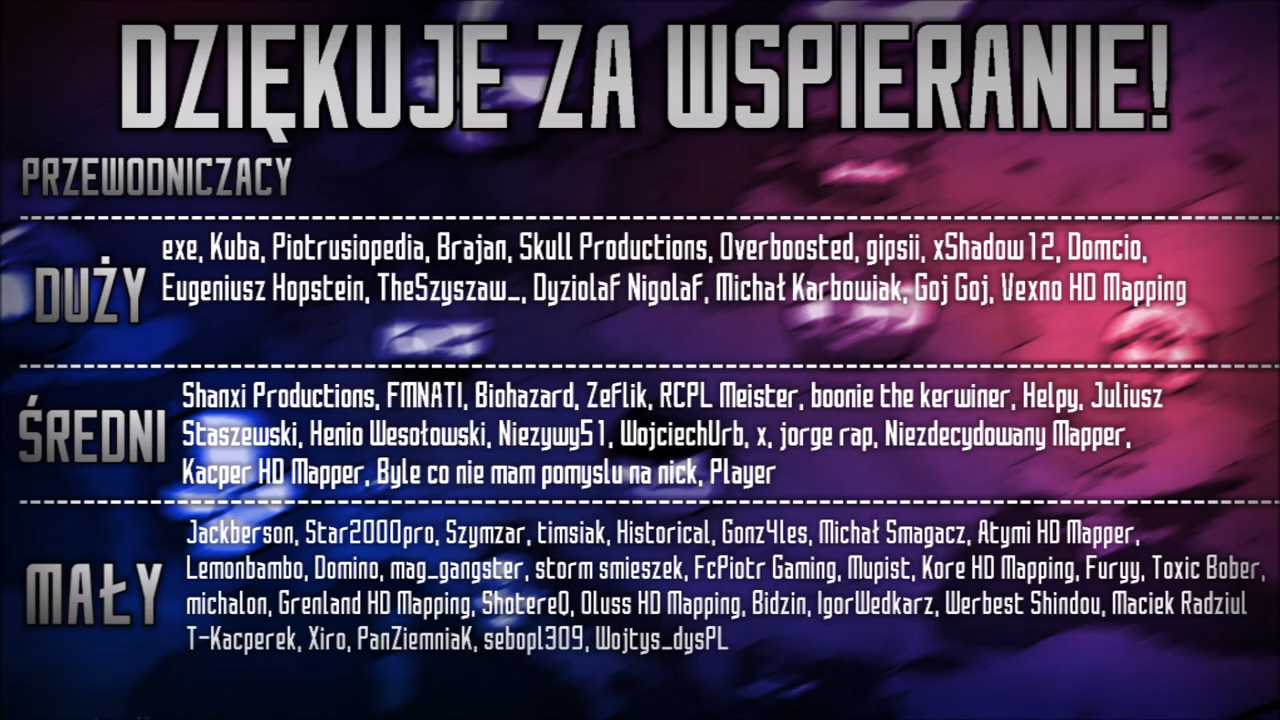 DZIĘKUJE ZA WSPIERANIE!
PRZEWODNICZACY
DUŻY
exe, Kuba, Piotrusiopedia, Brajan, Skull Productions, Overboosted, gipsii, xShadow12, Domcio,
Eugeniusz Hopstein, TheSzyszaw_, Dyziolaf Nigolaf, Michał Karbowiak, Goj Goj, Vexno HD Mapping
ŚREDNI
Shanxi Productions, FMNATI, Biohazard, Zeflik, RCPL Meister, boonie the kerwiner, Helpy, Juliusz
Staszewski, Henio Wesołowski, Niezywy51, WojciechUrb, x, jorge rap, Niezdecydowany Mapper,
Kacper HD Mapper, Byle co nie mam pomyslu na nick, Player
MAŁY
Jackberson, Star2000pro, Szymzar, timsiak, Historical, Gonz4les, Michał Smagacz, Atymi HD Mapper,
Lemonbambo, Domino, mag_gangster, storm smieszek, FcPiotr Gaming, Mupist, Kore HD Mapping, Furyy, Toxic Bober,
michalon, Grenland HD Mapping, ShotereQ, Oluss HD Mapping, Bidzin, IgorWedkarz, Werbest Shindou, Maciek Radziul
T-Kacperek, Xiro, PanZiemniaK, sebopl309, Wojtys_dysPL